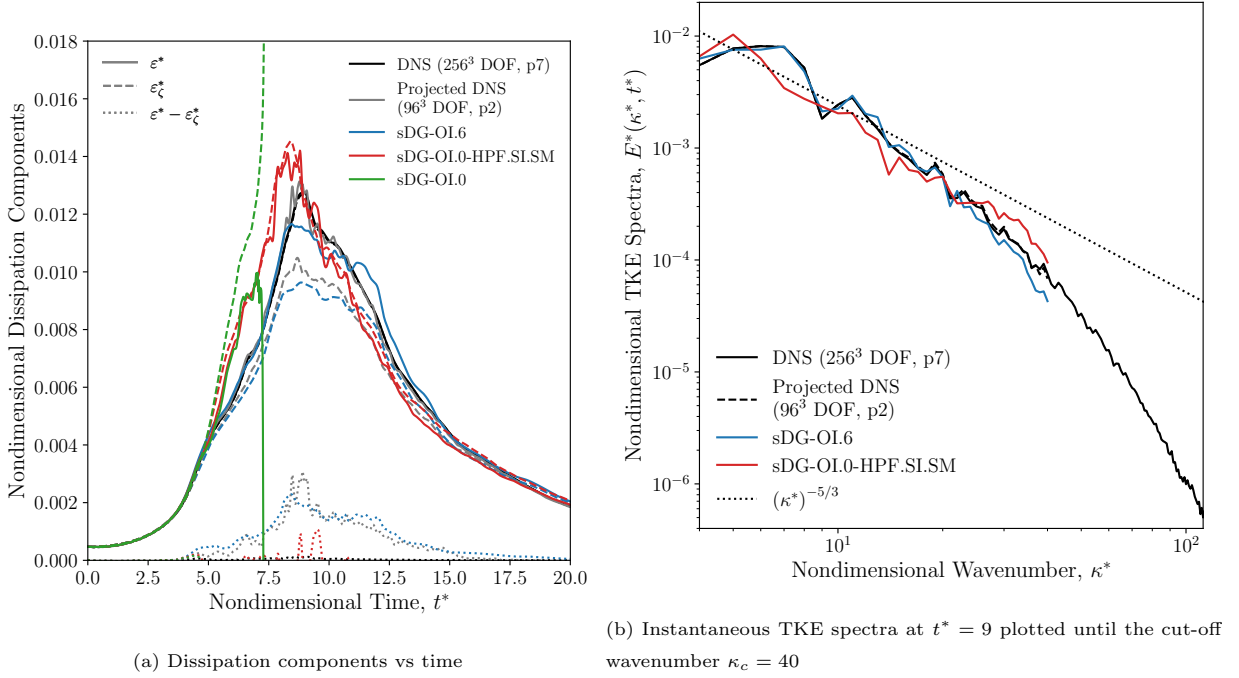 0.018
0.016
0.014
0.012
0.010
0.008
0.006
0.004
0.002
0.000
Nondimensional Dissipation Components
ε*
ε*ζ
ε* − ε*ζ
DNS (256³ DOF, p7)
Projected DNS
(96³ DOF, p2)
sDG-OI.6
sDG-OI.0-HPF.SI.SM
sDG-OI.0
0.0 2.5 5.0 7.5 10.0 12.5 15.0 17.5 20.0
Nondimensional Time, t*
(a) Dissipation components vs time
10⁻²
10⁻³
10⁻⁴
10⁻⁵
10⁻⁶
Nondimensional TKE Spectra, E*(κ*, t*)
DNS (256³ DOF, p7)
Projected DNS
(96³ DOF, p2)
sDG-OI.6
sDG-OI.0-HPF.SI.SM
(κ*)⁻⁵/³
10¹ 10²
Nondimensional Wavenumber, κ*
(b) Instantaneous TKE spectra at t* = 9 plotted until the cut-off
wavenumber κc = 40